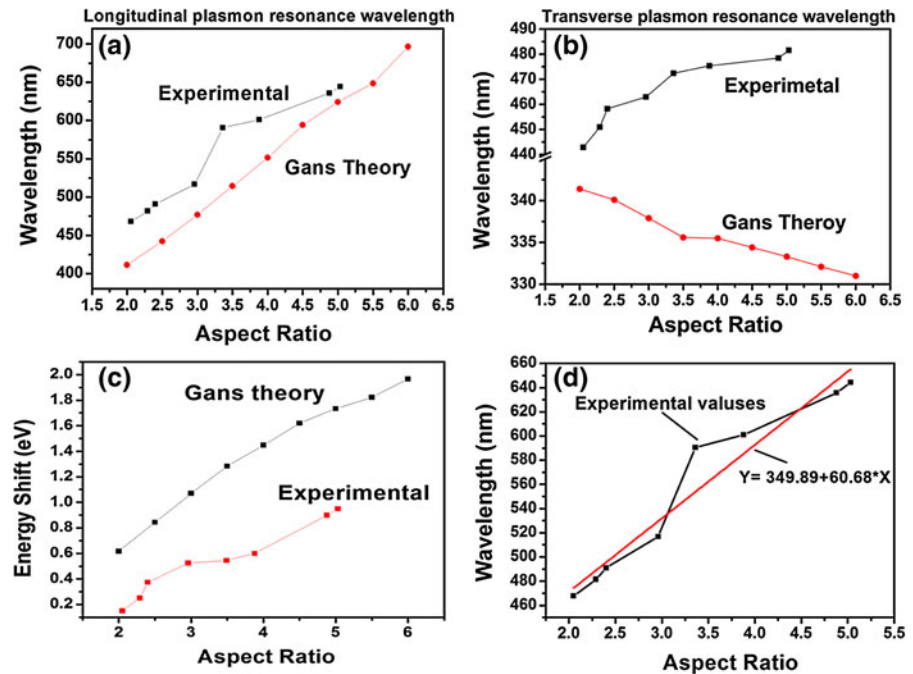 Longitudinal plasmon resonance wavelength
(a)
Wavelength (nm)
700
650
600
550
500
450
400
Experimental
Gans Theory
1.5 2.0 2.5 3.0 3.5 4.0 4.5 5.0 5.5 6.0 6.5
Aspect Ratio
Transverse plasmon resonance wavelength
(b)
Wavelength (nm)
490
480
470
460
450
440
340
335
330
Experimetal
Gans Theroy
1.5 2.0 2.5 3.0 3.5 4.0 4.5 5.0 5.5 6.0 6.5
Aspect Ratio
(c)
Energy Shift (eV)
2.0
1.8
1.6
1.4
1.2
1.0
0.8
0.6
0.4
0.2
Gans theory
Experimental
2 3 4 5 6
Aspect Ratio
(d)
Wavelength (nm)
660
640
620
600
580
560
540
520
500
480
460
Experimental valuses
Y= 349.89+60.68*X
2.0 2.5 3.0 3.5 4.0 4.5 5.0 5.5
Aspect Ratio